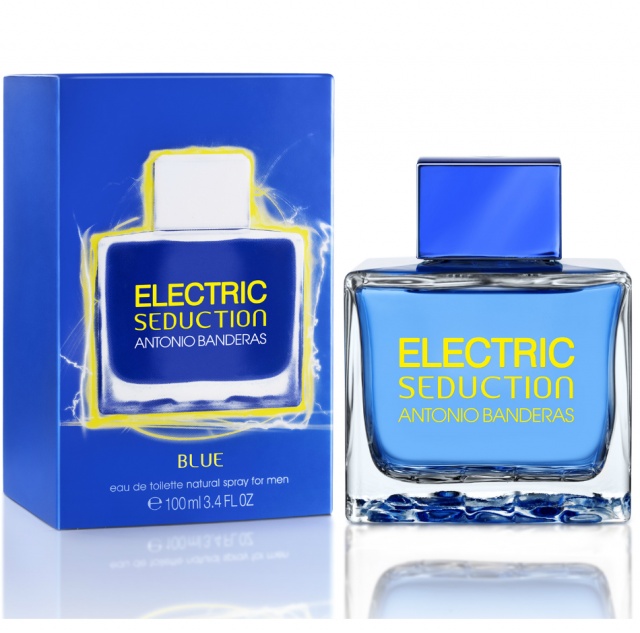 ELECTRIC
SEDUCTION
ANTONIO BANDERAS
BLUE
eau de toilette natural spray for men
℮ 100 ml 3.4 FL OZ
ELECTRIC
SEDUCTION
ANTONIO BANDERAS